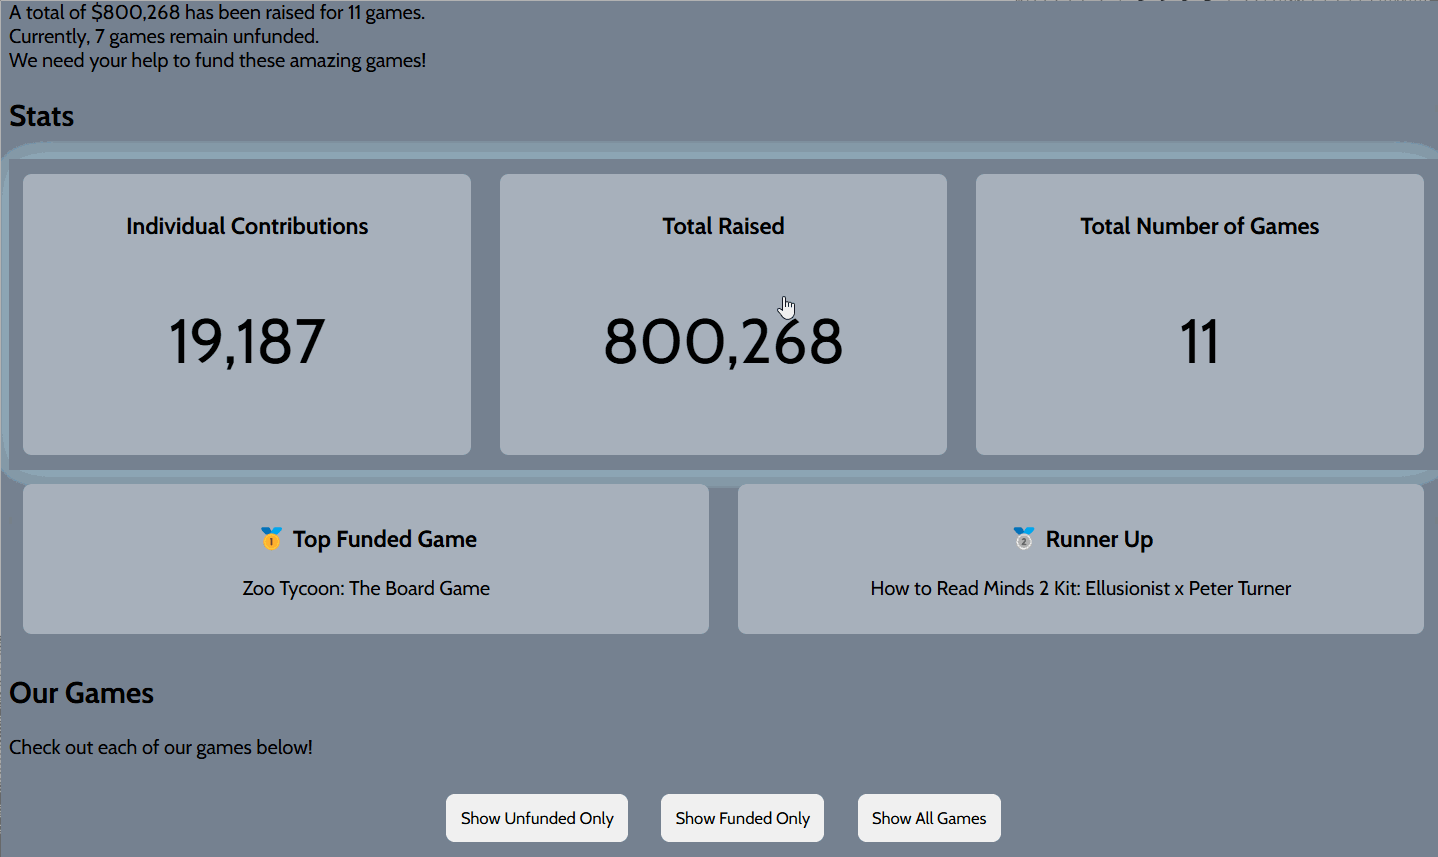 A total of $800,268 has been raised for 11 games.
Currently, 7 games remain unfunded.
We need your help to fund these amazing games!
Stats
Individual Contributions
19,187
Total Raised
800,268
Total Number of Games
11
🥇 Top Funded Game
Zoo Tycoon: The Board Game
🥈 Runner Up
How to Read Minds 2 Kit: Ellusionist x Peter Turner
Our Games
Check out each of our games below!
Show Unfunded Only
Show Funded Only
Show All Games